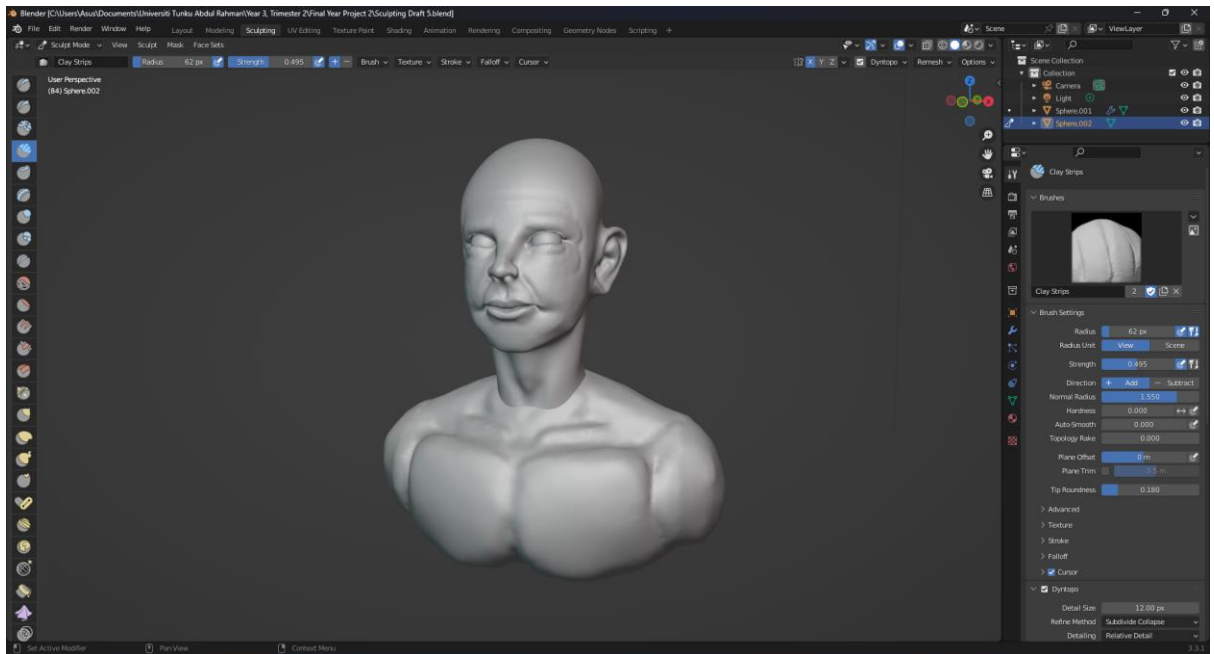 Blender [C:\Users\Asus\Documents\Universiti Tunku Abdul Rahman\Year 3, Trimester 2\Final Year Project 2\Sculpting Draft 5.blend]
File Edit Render Window Help Layout Modeling Sculpting UV Editing Texture Paint Shading Animation Rendering Compositing Geometry Nodes Scripting + Scene ViewLayer
Sculpt Mode View Sculpt Mask Face Sets
Clay Strips Radius 62 px Strength 0.495 + − Brush Texture Stroke Falloff Cursor X Y Z Dyntopo Remesh Options
User Perspective
(84) Sphere.002
Z
X
Scene Collection
Collection
Camera
Light
Sphere.001
Sphere.002
Clay Strips
Brushes
Clay Strips 2
Brush Settings
Radius 62 px
Radius Unit View Scene
Strength 0.495
Direction + Add − Subtract
Normal Radius 1.550
Hardness 0.000
Auto-Smooth 0.000
Topology Rake 0.000
Plane Offset 0 m
Plane Trim 0.5 m
Tip Roundness 0.180
Advanced
Texture
Stroke
Falloff
Cursor
Dyntopo
Detail Size 12.00 px
Refine Method Subdivide Collapse
Detailing Relative Detail
Set Active Modifier Pan View Context Menu 3.3.1